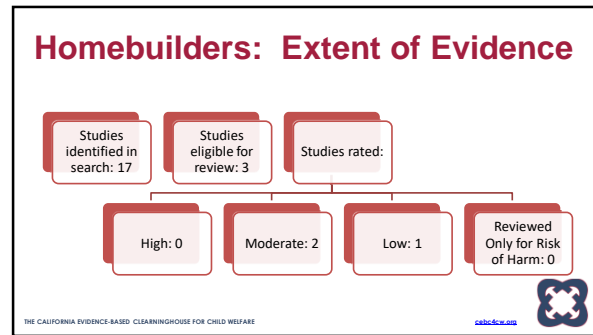 Homebuilders: Extent of Evidence
Studies
identified in
search: 17
Studies
eligible for
review: 3
Studies rated:
High: 0
Moderate: 2
Low: 1
Reviewed
Only for Risk
of Harm: 0
THE CALIFORNIA EVIDENCE-BASED CLEARLNINGHOUSE FOR CHILD WELFARE
cebc4cw.org